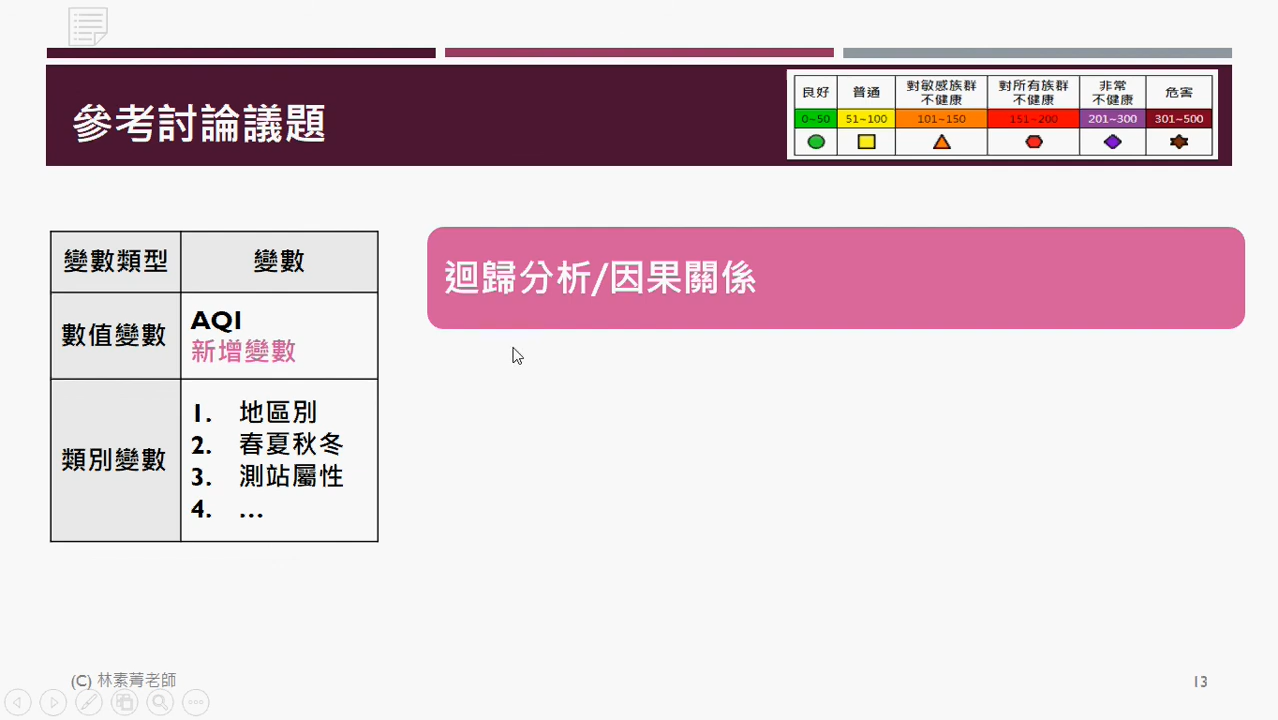 參考討論議題
良好 普通 對敏感族群不健康 對所有族群不健康 非常不健康 危害
0~50 51~100 101~150 151~200 201~300 301~500
變數類型 變數
數值變數 AQI
新增變數
類別變數
1. 地區別
2. 春夏秋冬
3. 測站屬性
4. ...
迴歸分析/因果關係
(C) 林素菁老師
13